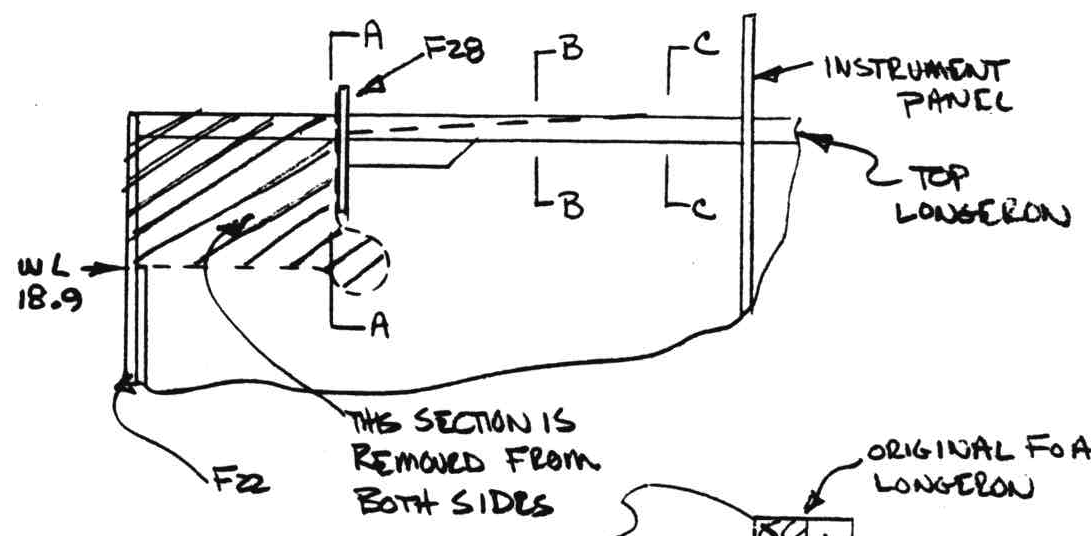 A
F28
B
C
INSTRUMENT
PANEL
TOP
LONGERON
B
C
WL
18.9
A
THIS SECTION IS
REMOVED FROM
BOTH SIDES
F22
ORIGINAL FOA
LONGERON